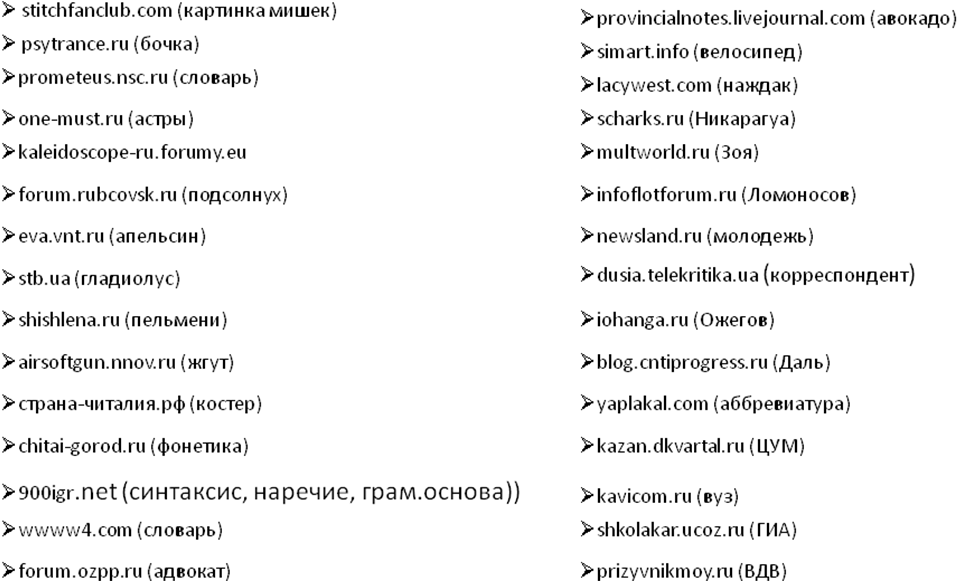 ➢ stitchfanclub.com (картинка мишек)
➢ psytrance.ru (бочка)
➢prometeus.nsc.ru (словарь)
➢one-must.ru (астры)
➢kaleidoscope-ru.forumy.eu
➢forum.rubcovsk.ru (подсолнух)
➢eva.vnt.ru (апельсин)
➢stb.ua (гладиолус)
➢shishlena.ru (пельмени)
➢airsoftgun.nnov.ru (жгут)
➢страна-читалия.рф (костер)
➢chitai-gorod.ru (фонетика)
➢900igr.net (синтаксис, наречие, грам.основа))
➢wwww4.com (словарь)
➢forum.ozpp.ru (адвокат)
➢provincialnotes.livejournal.com (авокадо)
➢simart.info (велосипед)
➢lacywest.com (наждак)
➢scharks.ru (Никарагуа)
➢multworld.ru (Зоя)
➢infoflotforum.ru (Ломоносов)
➢newsland.ru (молодежь)
➢dusia.telekritika.ua (корреспондент)
➢iohanga.ru (Ожегов)
➢blog.cntiprogress.ru (Даль)
➢yaplakal.com (аббревиатура)
➢kazan.dkvartal.ru (ЦУМ)
➢kavicom.ru (вуз)
➢shkolakar.ucoz.ru (ГИА)
➢prizyvnikmoy.ru (ВДВ)